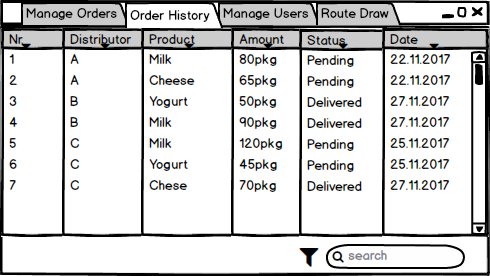 Manage Orders Order History Manage Users Route Draw
Nr Distributor Product Amount Status Date
1 A Milk 80pkg Pending 22.11.2017
2 A Cheese 65pkg Pending 22.11.2017
3 B Yogurt 50pkg Delivered 27.11.2017
4 B Milk 90pkg Delivered 27.11.2017
5 C Milk 120pkg Pending 25.11.2017
6 C Yogurt 45pkg Pending 25.11.2017
7 C Chese 70pkg Delivered 27.11.2017
search